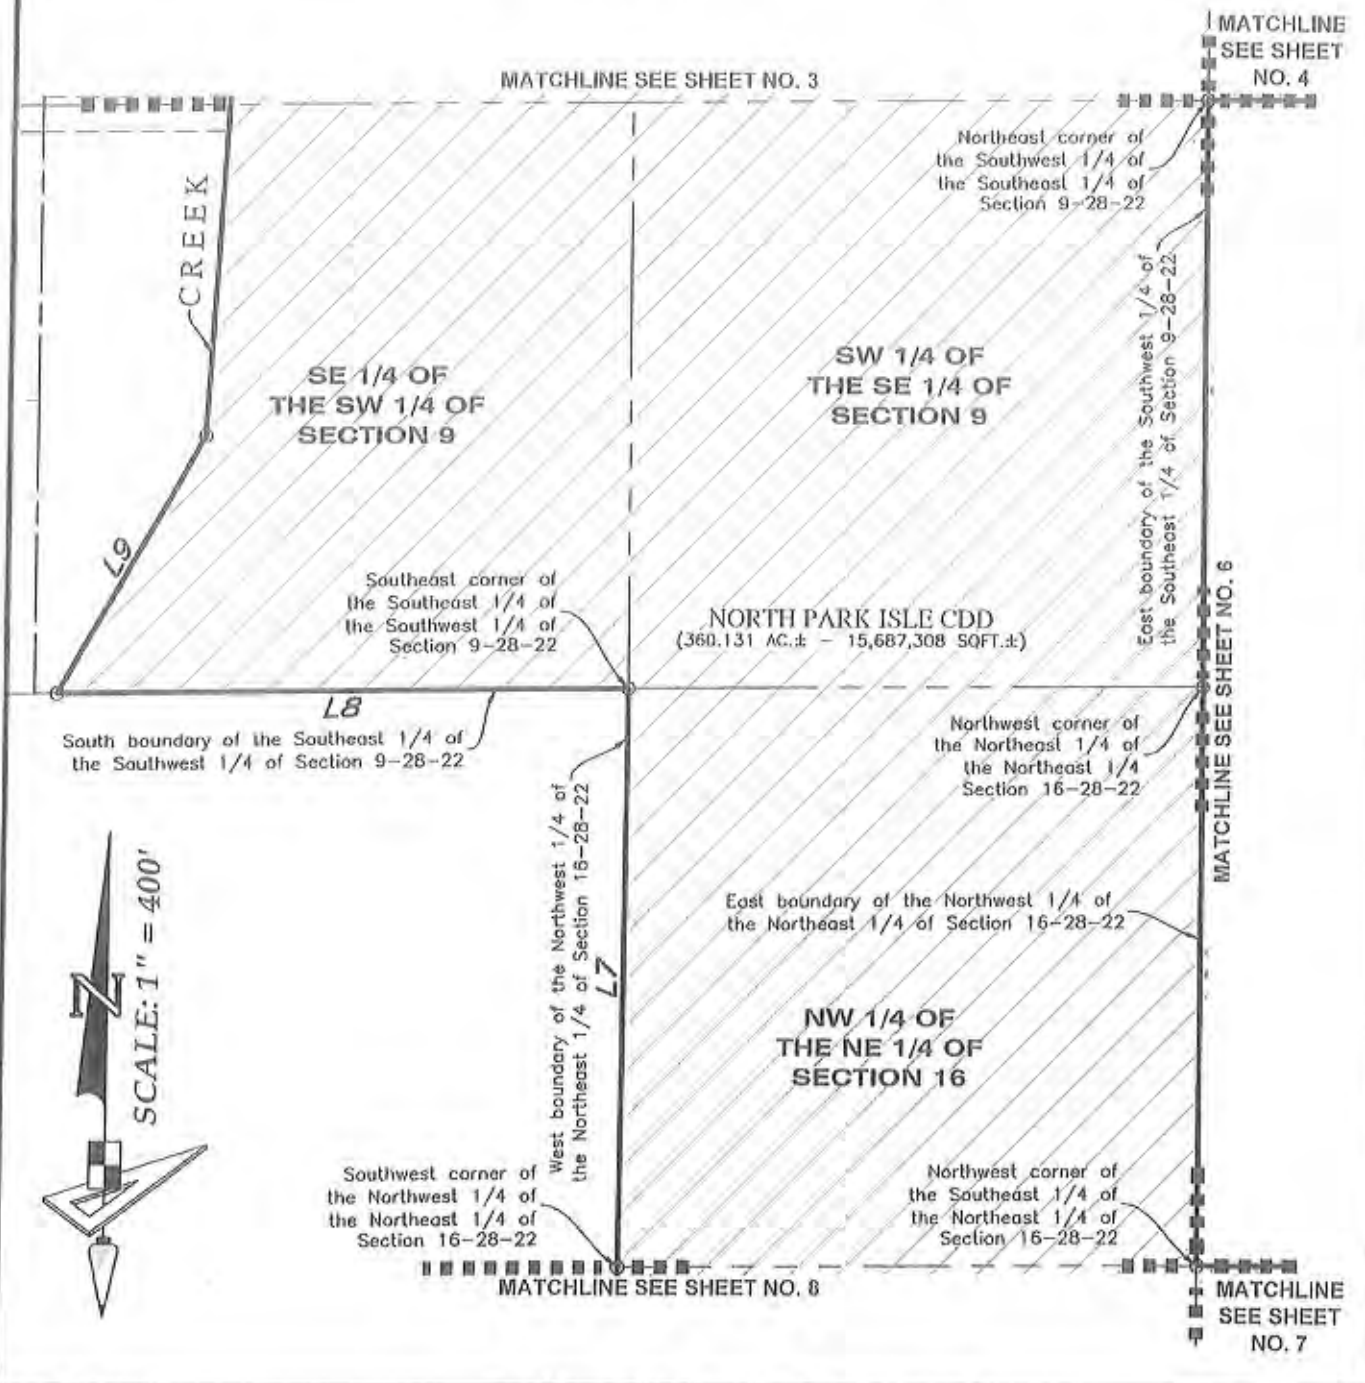 MATCHLINE
SEE SHEET
NO. 4
MATCHLINE SEE SHEET NO. 3
Northeast corner of
the Southwest 1/4 of
the Southeast 1/4 of
Section 9-28-22
CREEK
East boundary of the Southwest 1/4 of
the Southeast 1/4 of Section 9-28-22
SE 1/4 OF
THE SW 1/4 OF
SECTION 9
SW 1/4 OF
THE SE 1/4 OF
SECTION 9
L9
Southeast corner of
the Southeast 1/4 of
the Southwest 1/4 of
Section 9-28-22
NORTH PARK ISLE CDD
(360.131 AC.± - 15,687,308 SQFT.±)
MATCHLINE SEE SHEET NO. 6
L8
South boundary of the Southeast 1/4 of
the Southwest 1/4 of Section 9-28-22
Northwest corner of
the Northeast 1/4 of
the Northeast 1/4
Section 16-28-22
West boundary of the Northwest 1/4 of
the Northeast 1/4 of Section 16-28-22
L7
East boundary of the Northwest 1/4 of
the Northeast 1/4 of Section 16-28-22
N
SCALE: 1" = 400'
NW 1/4 OF
THE NE 1/4 OF
SECTION 16
Southwest corner of
the Northwest 1/4 of
the Northeast 1/4 of
Section 16-28-22
Northwest corner of
the Southeast 1/4 of
the Northeast 1/4 of
Section 16-28-22
MATCHLINE SEE SHEET NO. 8
MATCHLINE
SEE SHEET
NO. 7